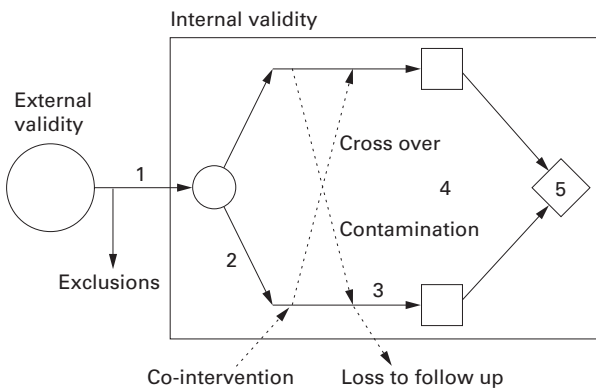 Internal validity
External
validity
1
Cross over
4
5
Contamination
2
3
Exclusions
Co-intervention
Loss to follow up